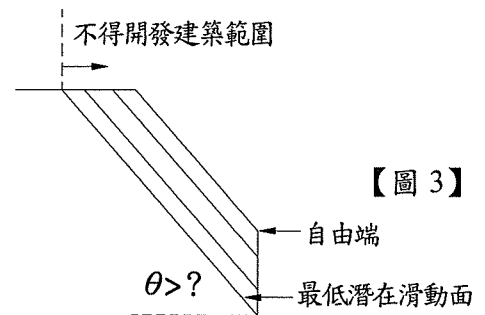 不得開發建築範圍
【圖 3】
自由端
θ>?
最低潛在滑動面